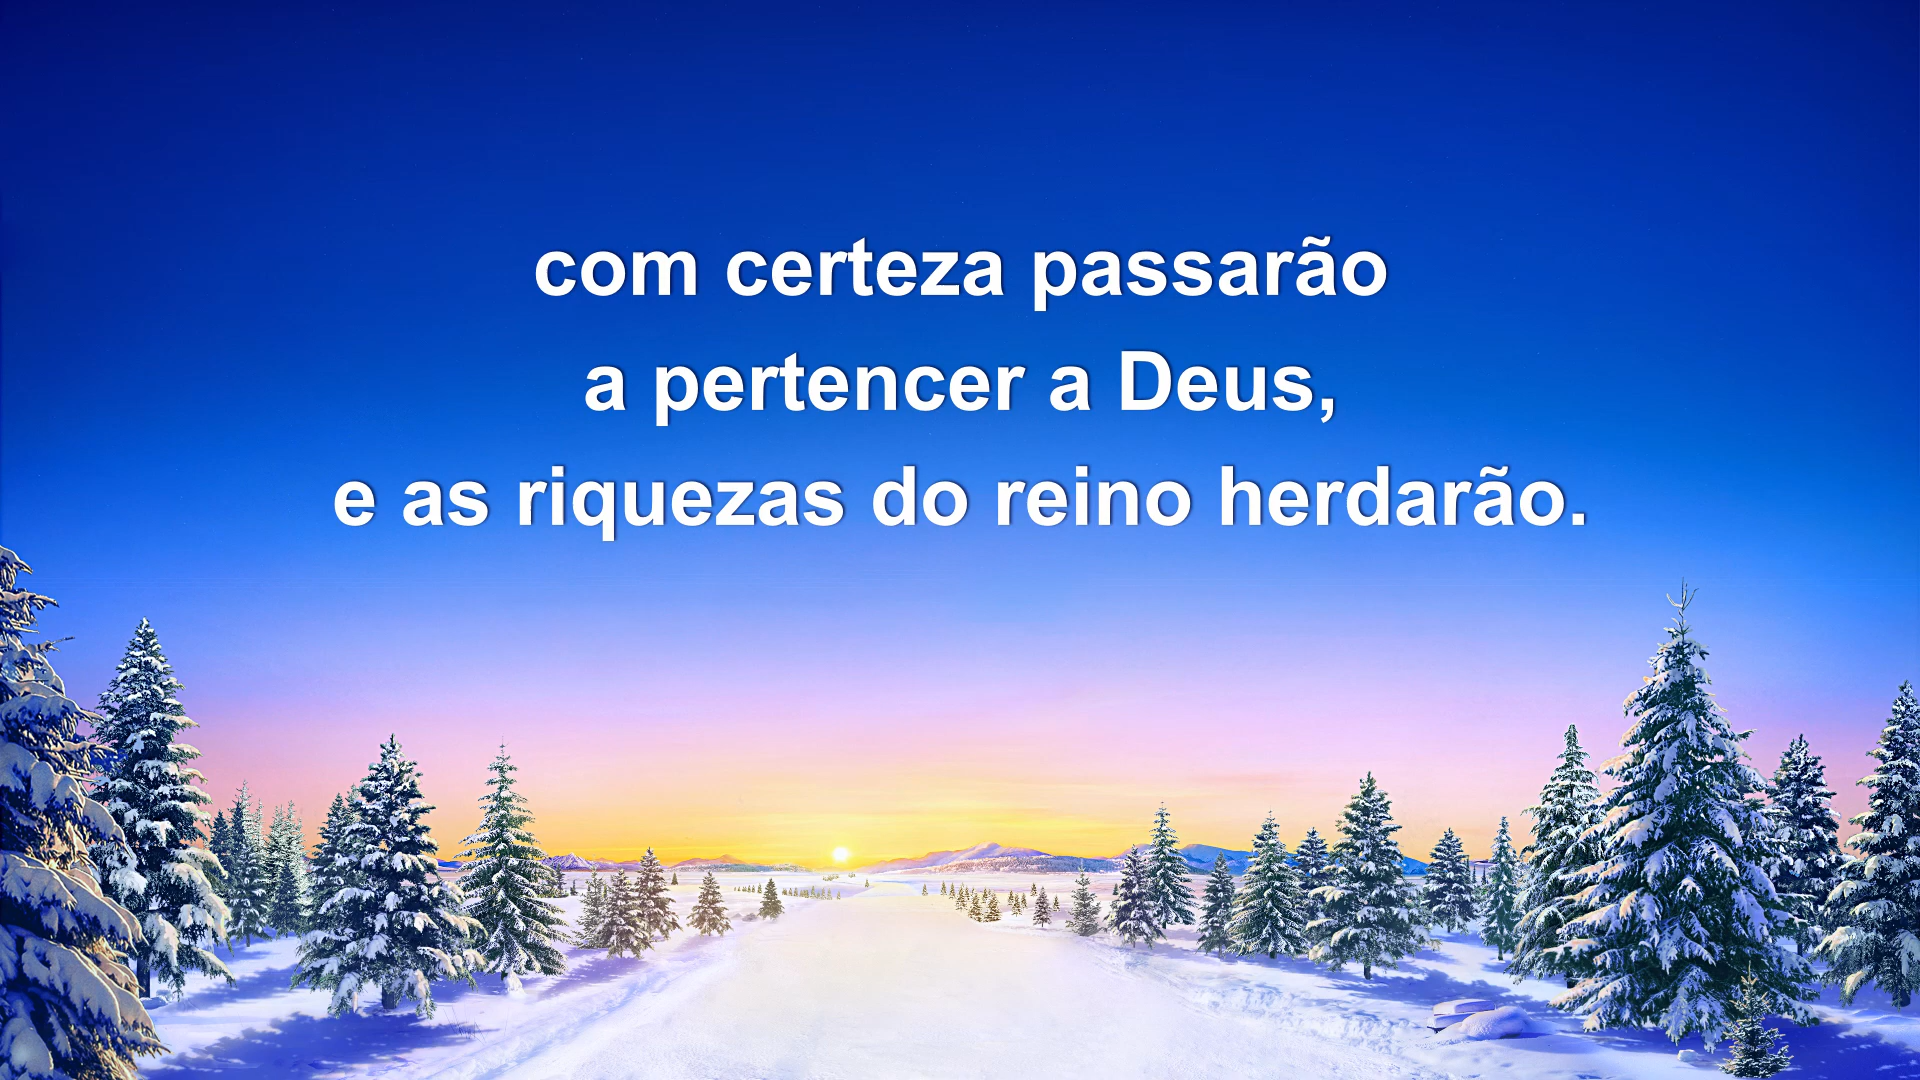 com certeza passarão
a pertencer a Deus,
e as riquezas do reino herdarão.